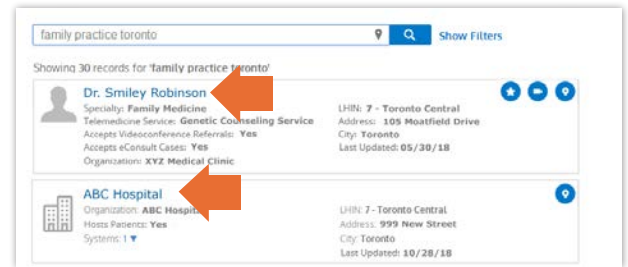 family practice toronto Show Filters
Showing 30 records for 'family practice toronto'
Dr. Smiley Robinson
Specialty: Family Medicine
Telemedicine Service: Genetic Counseling Service
Accepts Videoconference Referrals: Yes
Accepts eConsult Cases: Yes
Organization: XYZ Medical Clinic
LHIN: 7 - Toronto Central
Address: 105 Moatfield Drive
City: Toronto
Last Updated: 05/30/18
ABC Hospital
Organization: ABC Hospital
Hosts Patients: Yes
Systems: 1
LHIN: 7 - Toronto Central
Address: 999 New Street
City: Toronto
Last Updated: 10/28/18